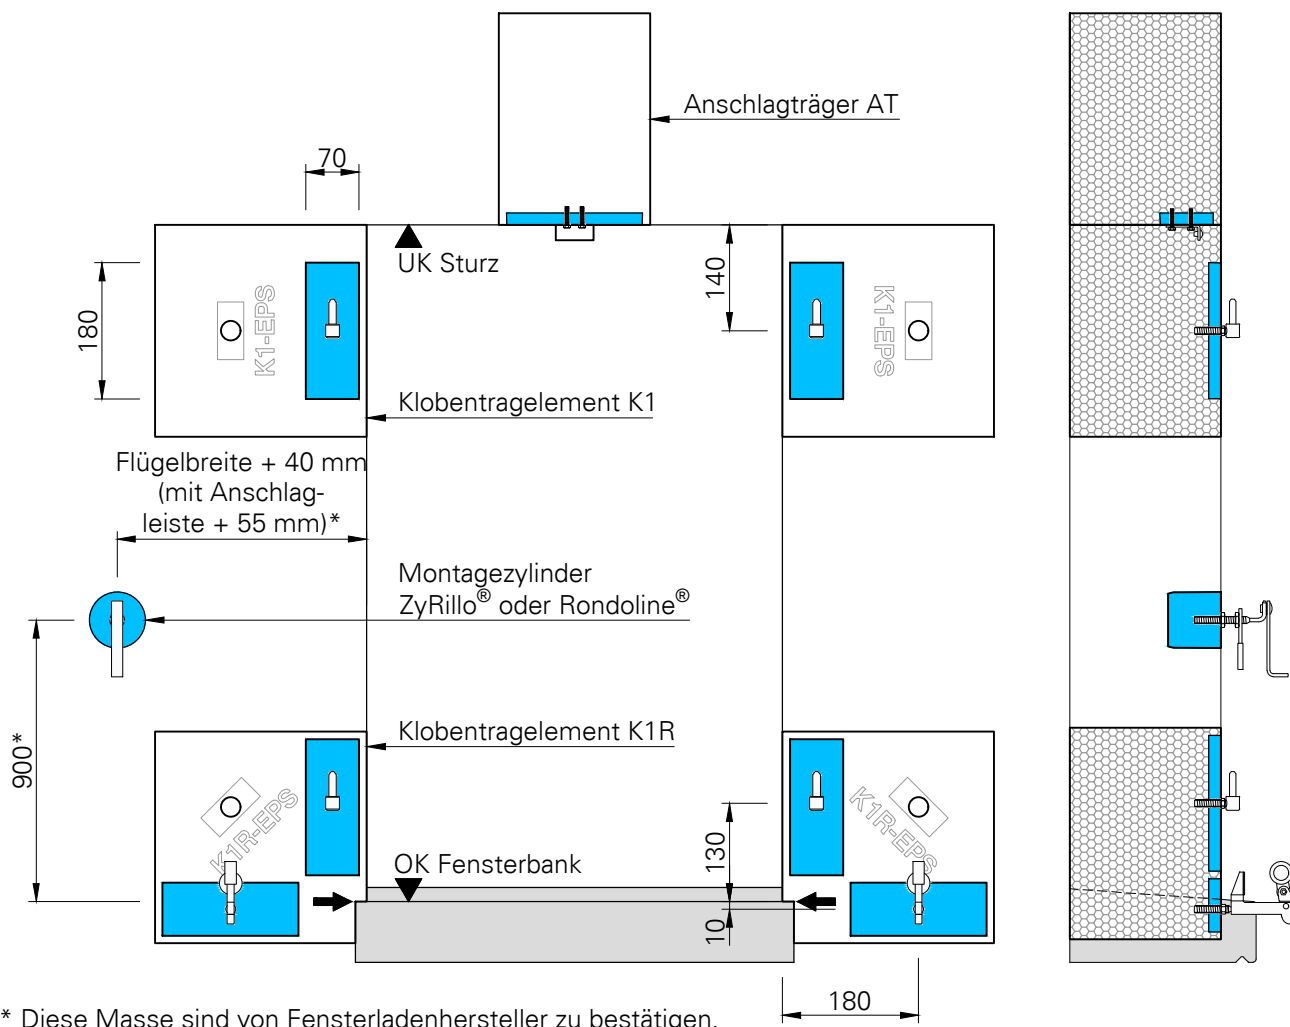 Anschlagträger AT
70
UK Sturz
140
180
K1-EPS
K1-EPS
Klobentragelement K1
Flügelbreite + 40 mm
(mit Anschlag-
leiste + 55 mm)*
Montagezylinder
ZyRillo® oder Rondoline®
900*
Klobentragelement K1R
K1R-EPS
K1R-EPS
OK Fensterbank
130
10
180
* Diese Masse sind von Fensterladenhersteller zu bestätigen.